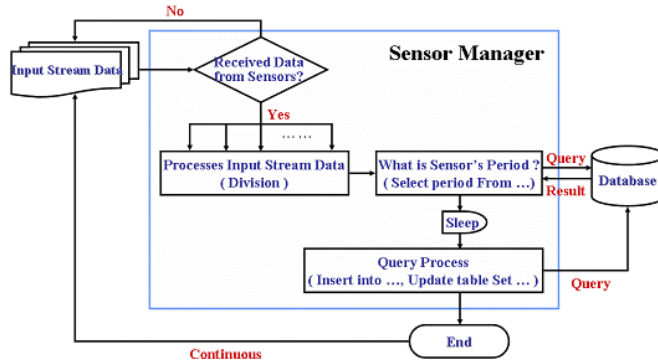 No
Sensor Manager
Input Stream Data
Received Data
from Sensors?
Yes
... ...
Processes Input Stream Data
( Division )
What is Sensor's Period ?
( Select period From ... )
Query
Result
Database
Sleep
Query Process
( Insert into ..., Update table Set ... )
Query
End
Continuous